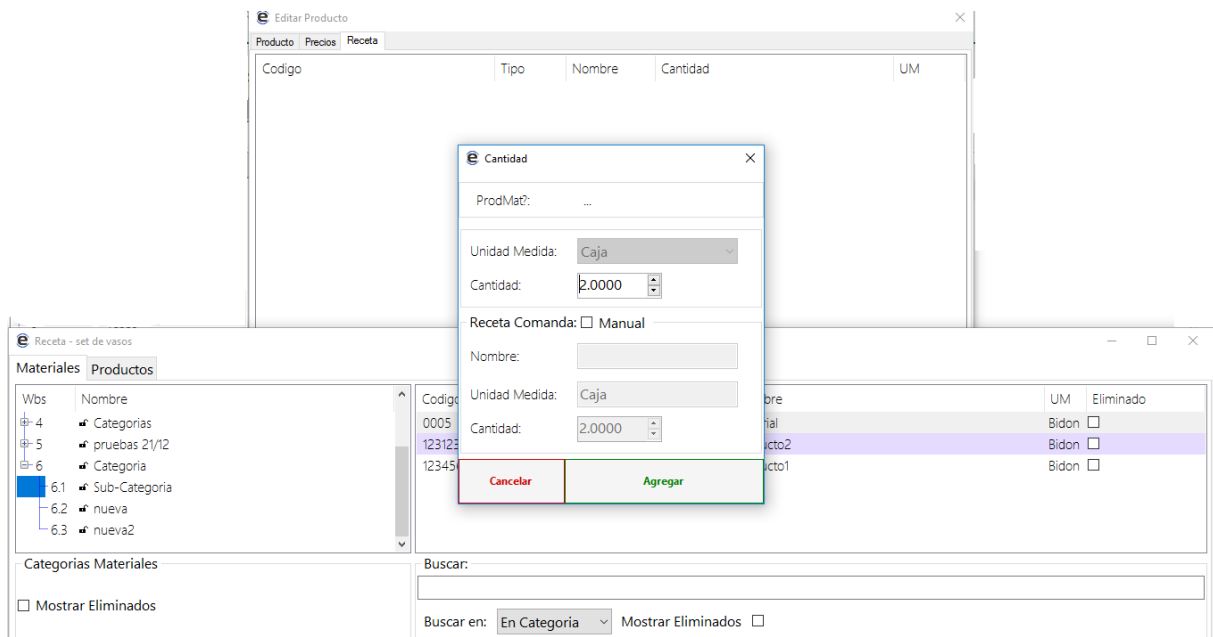 Editar Producto
Producto Precios Receta
Codigo Tipo Nombre Cantidad UM
Cantidad
ProdMat?: ...
Unidad Medida: Caja
Cantidad: 2.0000
Receta Comanda: Manual
Nombre:
Unidad Medida: Caja
Cantidad: 2.0000
Cancelar Agregar
Receta - set de vasos
Materiales Productos
Wbs Nombre
4 Categorias
5 pruebas 21/12
6 Categoria
6.1 Sub-Categoria
6.2 nueva
6.3 nueva2
UM Eliminado
0005 Bidon
Bidon
Bidon
Categorias Materiales
Mostrar Eliminados
Buscar:
Buscar en: En Categoria Mostrar Eliminados